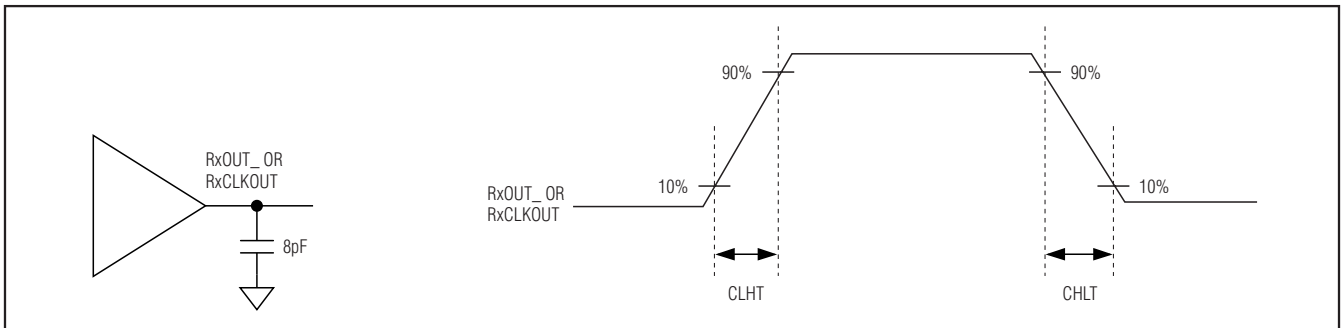 RxOUT_ OR
RxCLKOUT
8pF
RxOUT_ OR
RxCLKOUT
90%
90%
10%
10%
CLHT
CHLT